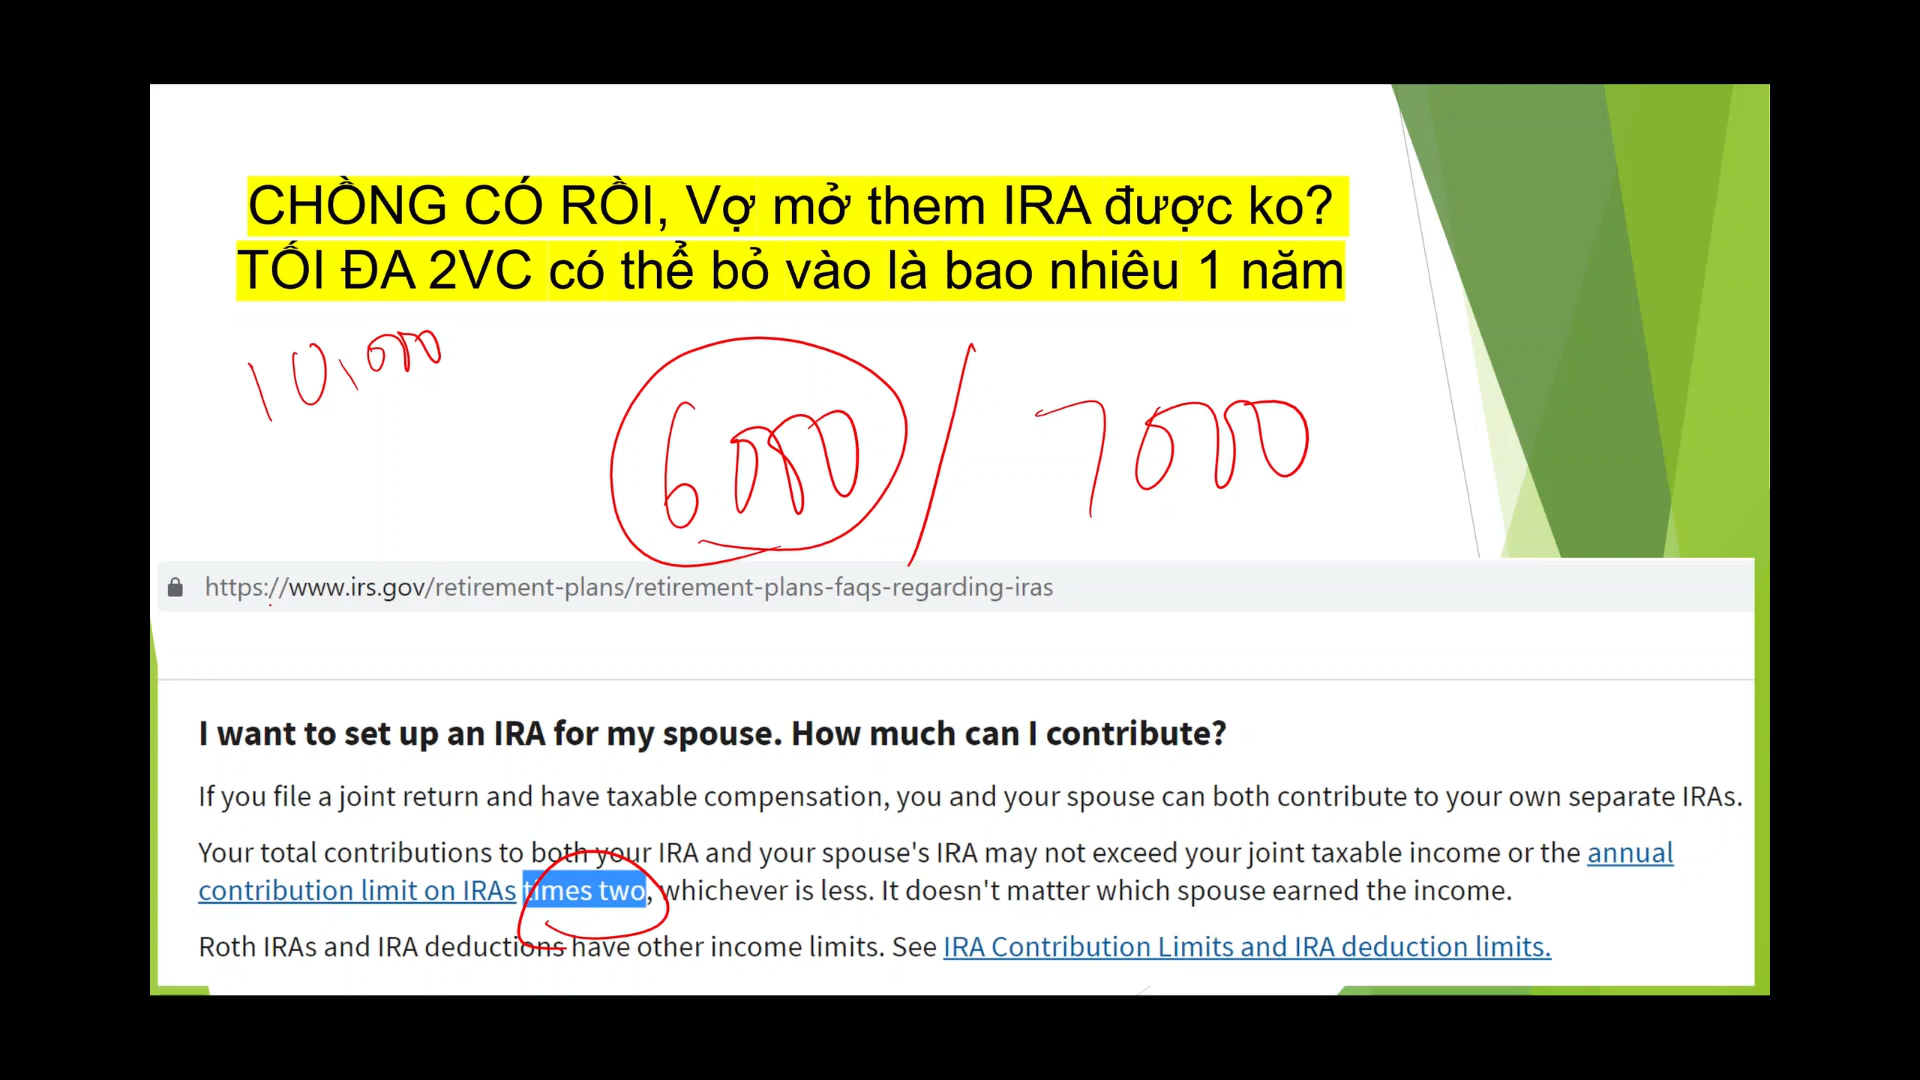 CHỒNG CÓ RỒI, Vợ mở them IRA được ko?
TỐI ĐA 2VC có thể bỏ vào là bao nhiêu 1 năm
10,000
6000 / 7000
https://www.irs.gov/retirement-plans/retirement-plans-faqs-regarding-iras
I want to set up an IRA for my spouse. How much can I contribute?
If you file a joint return and have taxable compensation, you and your spouse can both contribute to your own separate IRAs.
Your total contributions to both your IRA and your spouse's IRA may not exceed your joint taxable income or the annual
contribution limit on IRAs times two, whichever is less. It doesn't matter which spouse earned the income.
Roth IRAs and IRA deductions have other income limits. See IRA Contribution Limits and IRA deduction limits.